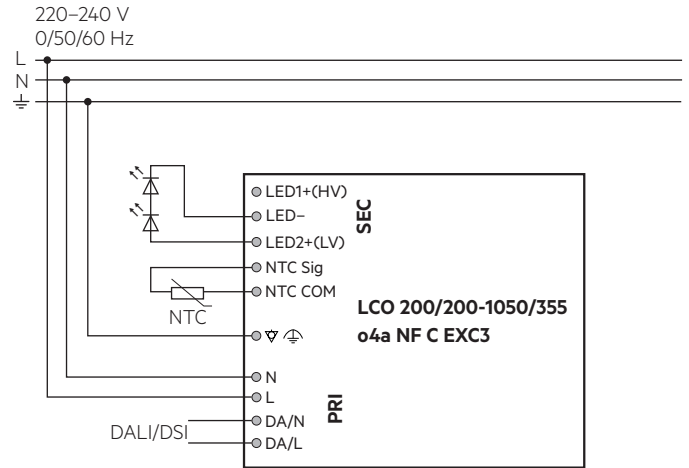 220–240 V
0/50/60 Hz
L
N
LED1+(HV)
LED–
LED2+(LV)
SEC
NTC Sig
NTC COM
NTC
LCO 200/200-1050/355
o4a NF C EXC3
N
L
PRI
DA/N
DALI/DSI
DA/L